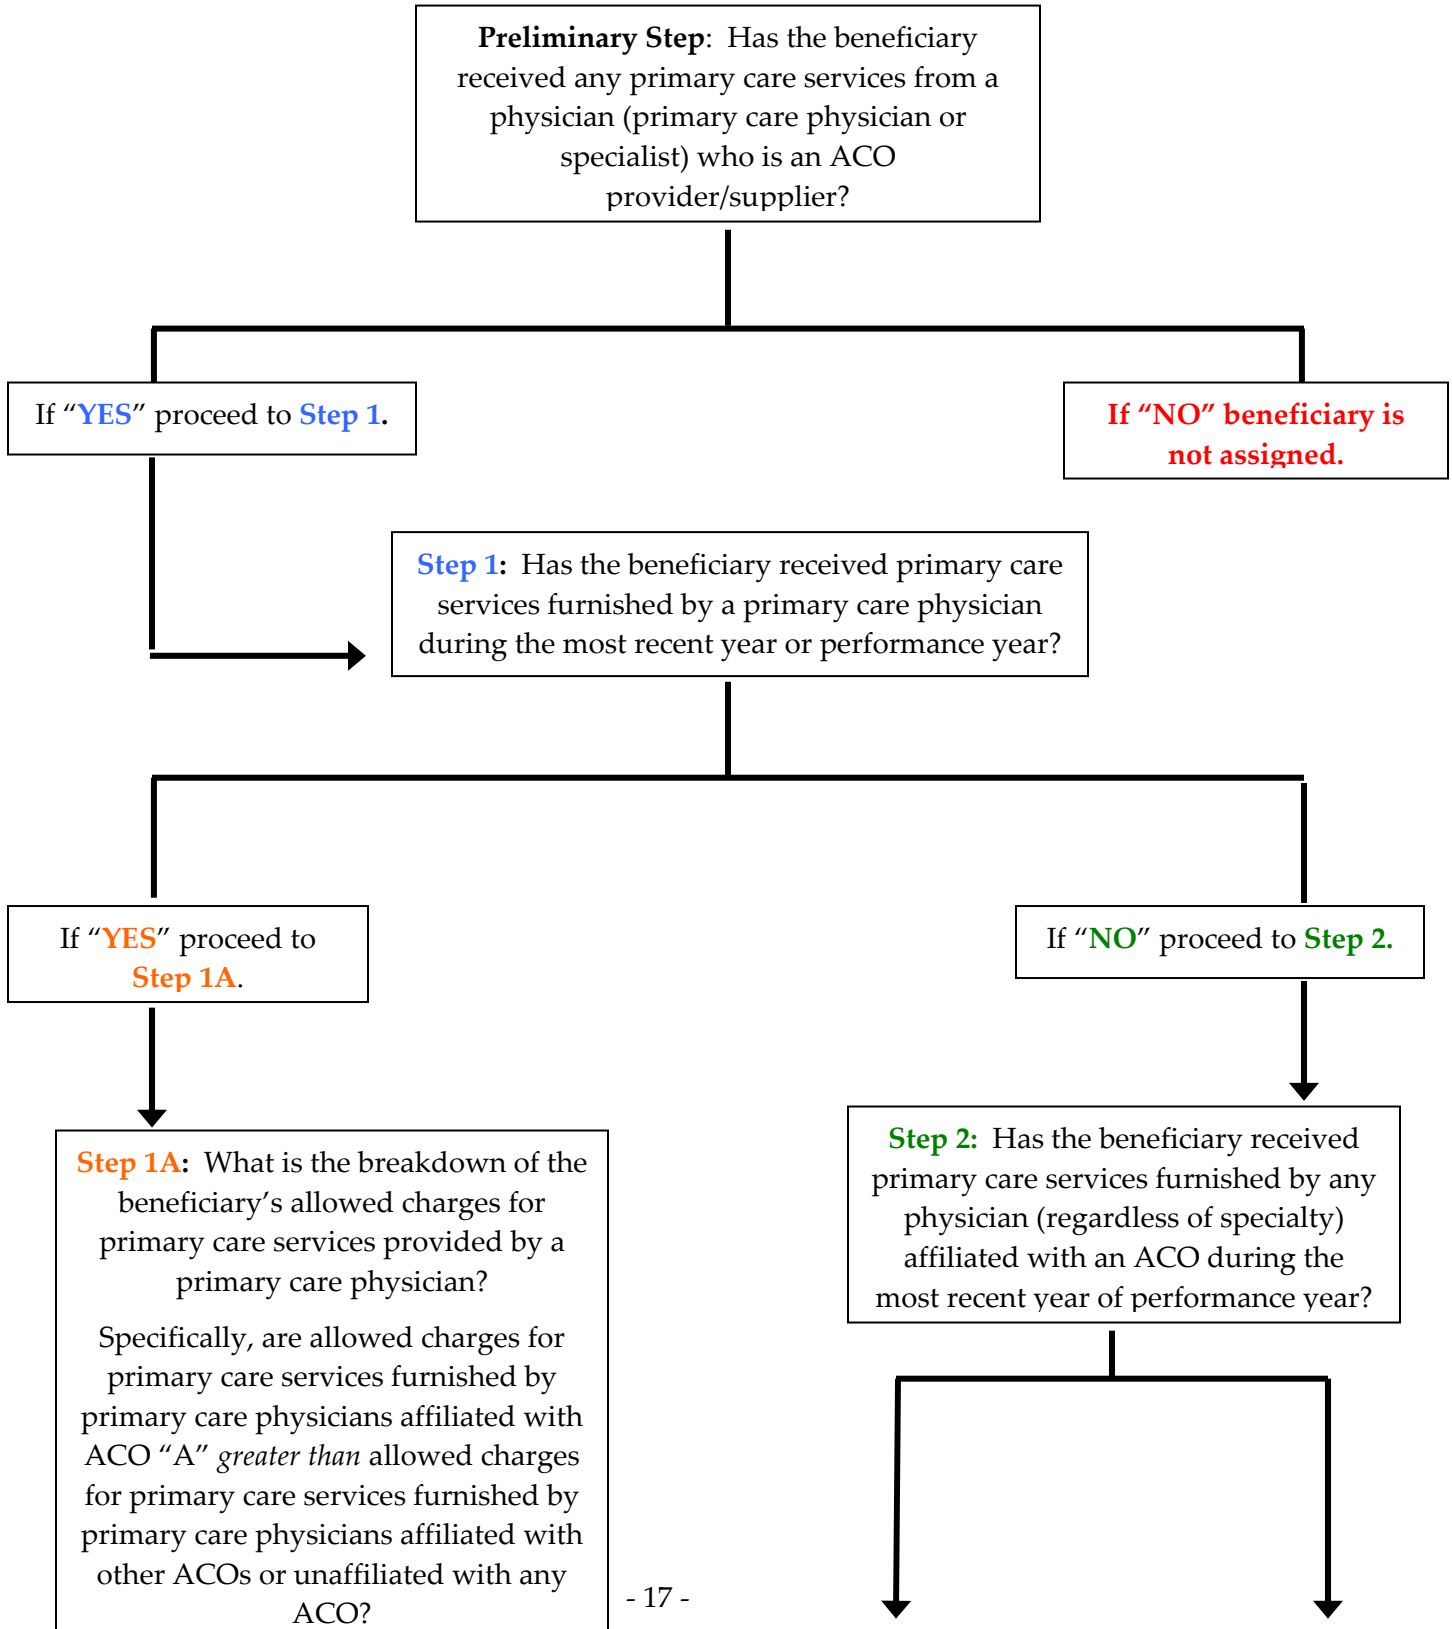 Preliminary Step: Has the beneficiary
received any primary care services from a
physician (primary care physician or
specialist) who is an ACO
provider/supplier?
If “YES” proceed to Step 1.
If “NO” beneficiary is
not assigned.
Step 1: Has the beneficiary received primary care
services furnished by a primary care physician
during the most recent year or performance year?
If “YES” proceed to
Step 1A.
If “NO” proceed to Step 2.
Step 1A: What is the breakdown of the
beneficiary’s allowed charges for
primary care services provided by a
primary care physician?
Specifically, are allowed charges for
primary care services furnished by
primary care physicians affiliated with
ACO “A” greater than allowed charges
for primary care services furnished by
primary care physicians affiliated with
other ACOs or unaffiliated with any
ACO?
Step 2: Has the beneficiary received
primary care services furnished by any
physician (regardless of specialty)
affiliated with an ACO during the
most recent year of performance year?
- 17 -